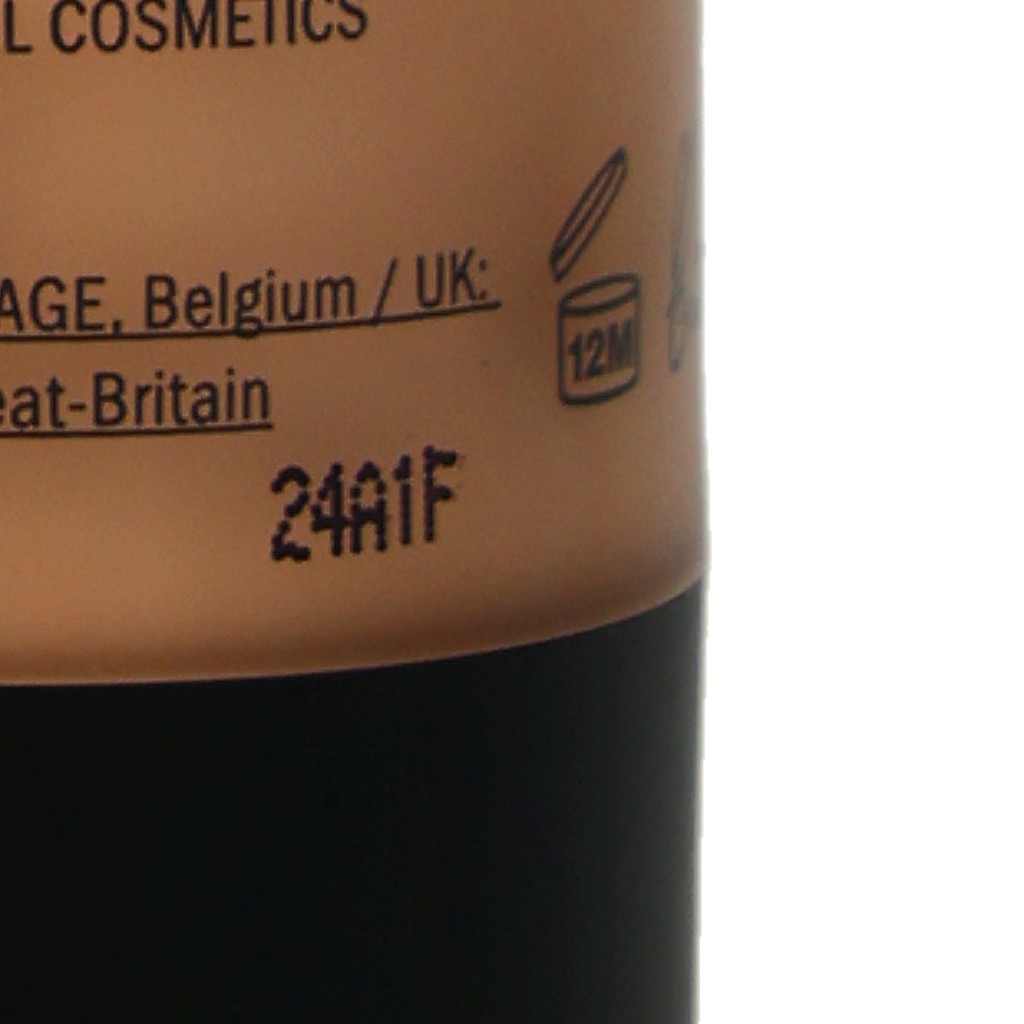 L COSMETICS
AGE, Belgium / UK:
eat-Britain
12M
24A1F